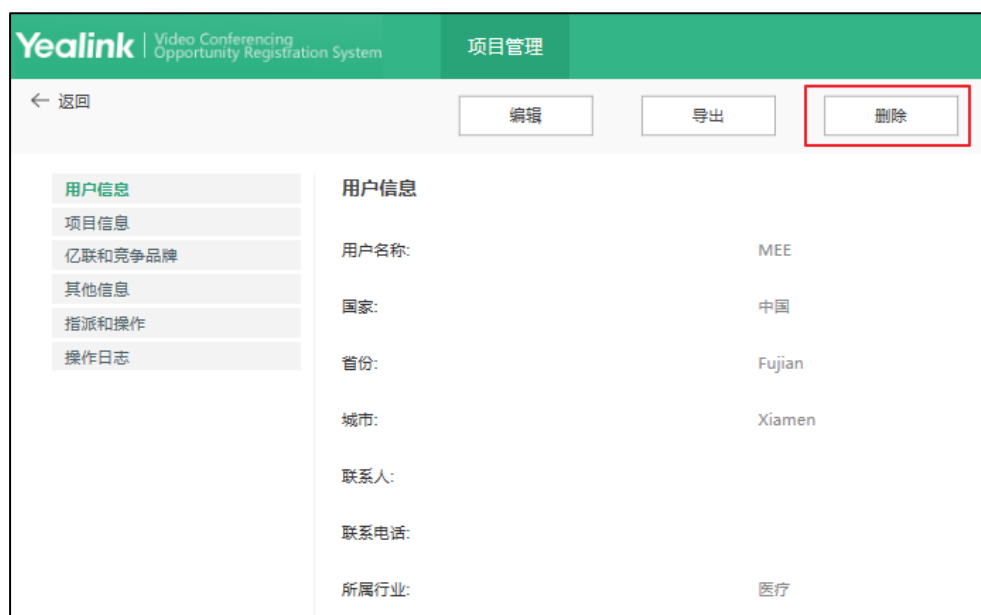 Yealink
Video Conferencing
Opportunity Registration System
项目管理
← 返回
编辑
导出
删除
用户信息
项目信息
亿联和竞争品牌
其他信息
指派和操作
操作日志
用户信息
用户名称: MEE
国家: 中国
省份: Fujian
城市: Xiamen
联系人:
联系电话:
所属行业: 医疗